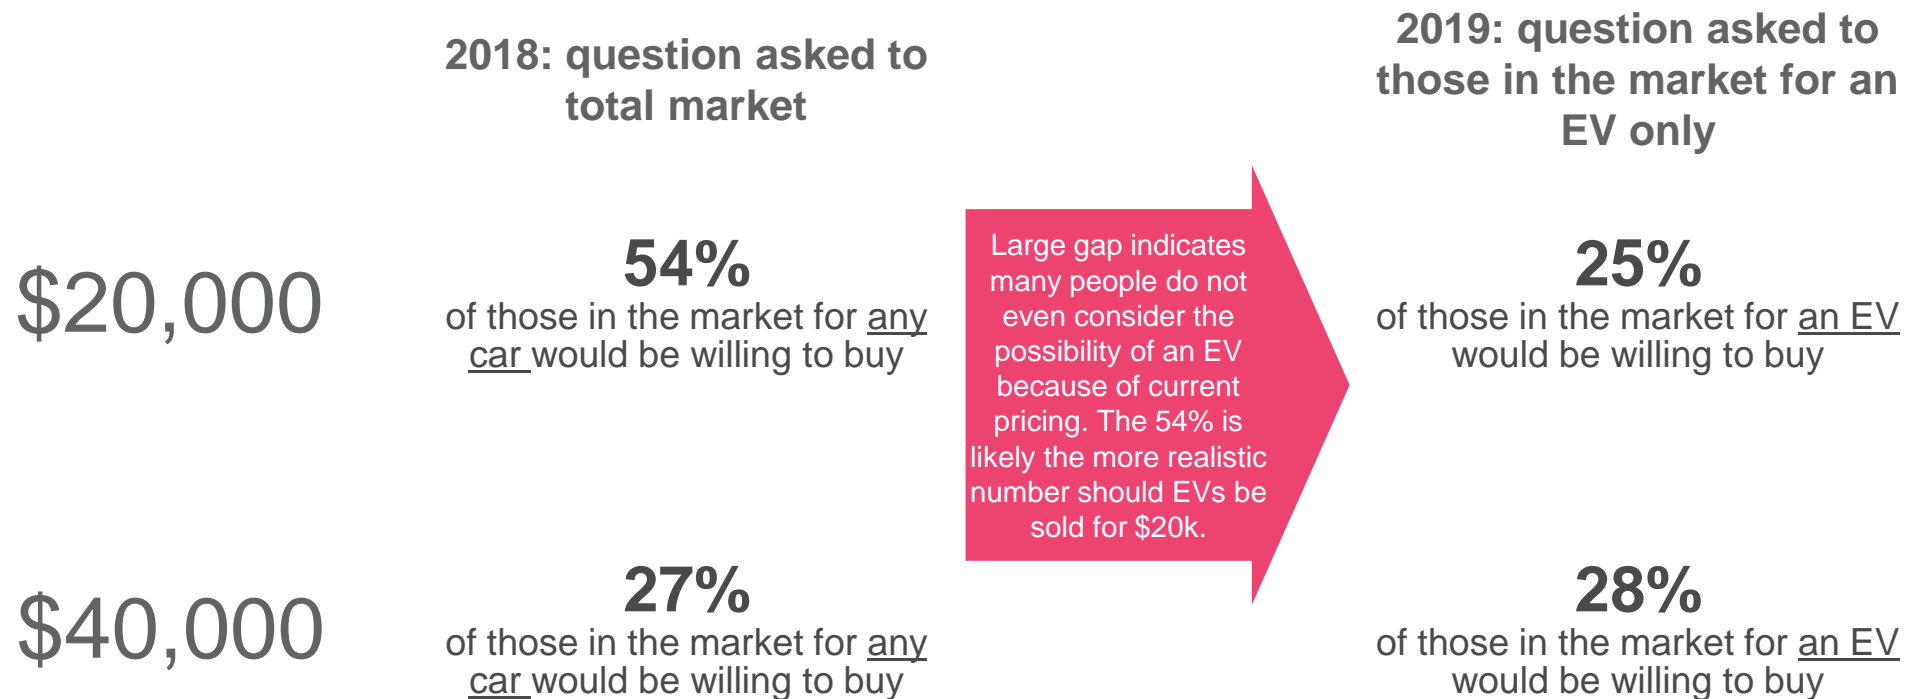 2018: question asked to
total market
2019: question asked to
those in the market for an
EV only
$20,000
54%
of those in the market for any
car would be willing to buy
Large gap indicates
many people do not
even consider the
possibility of an EV
because of current
pricing. The 54% is
likely the more realistic
number should EVs be
sold for $20k.
25%
of those in the market for an EV
would be willing to buy
$40,000
27%
of those in the market for any
car would be willing to buy
28%
of those in the market for an EV
would be willing to buy